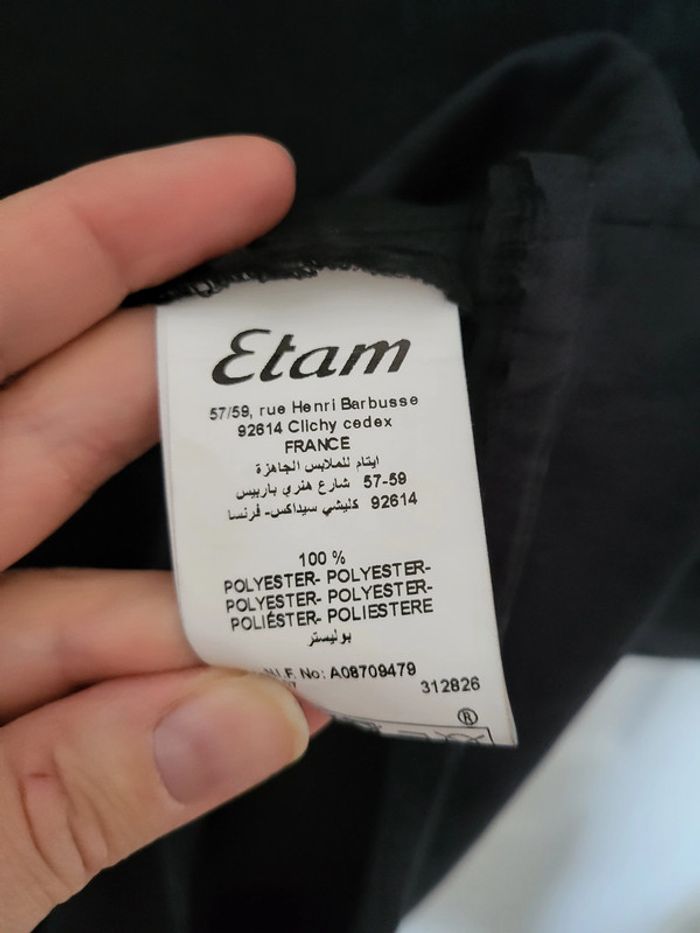 Etam
57/59, rue Henri Barbusse
92614 Clichy cedex
FRANCE
ايتام للملابس الجاهزة
57-59 شارع هنري باربيس
92614 كليشي سيداكس- فرنسا
100 %
POLYESTER- POLYESTER-
POLYESTER- POLYESTER-
POLIÉSTER- POLIESTERE
بوليستر
No: A08709479
312826
®